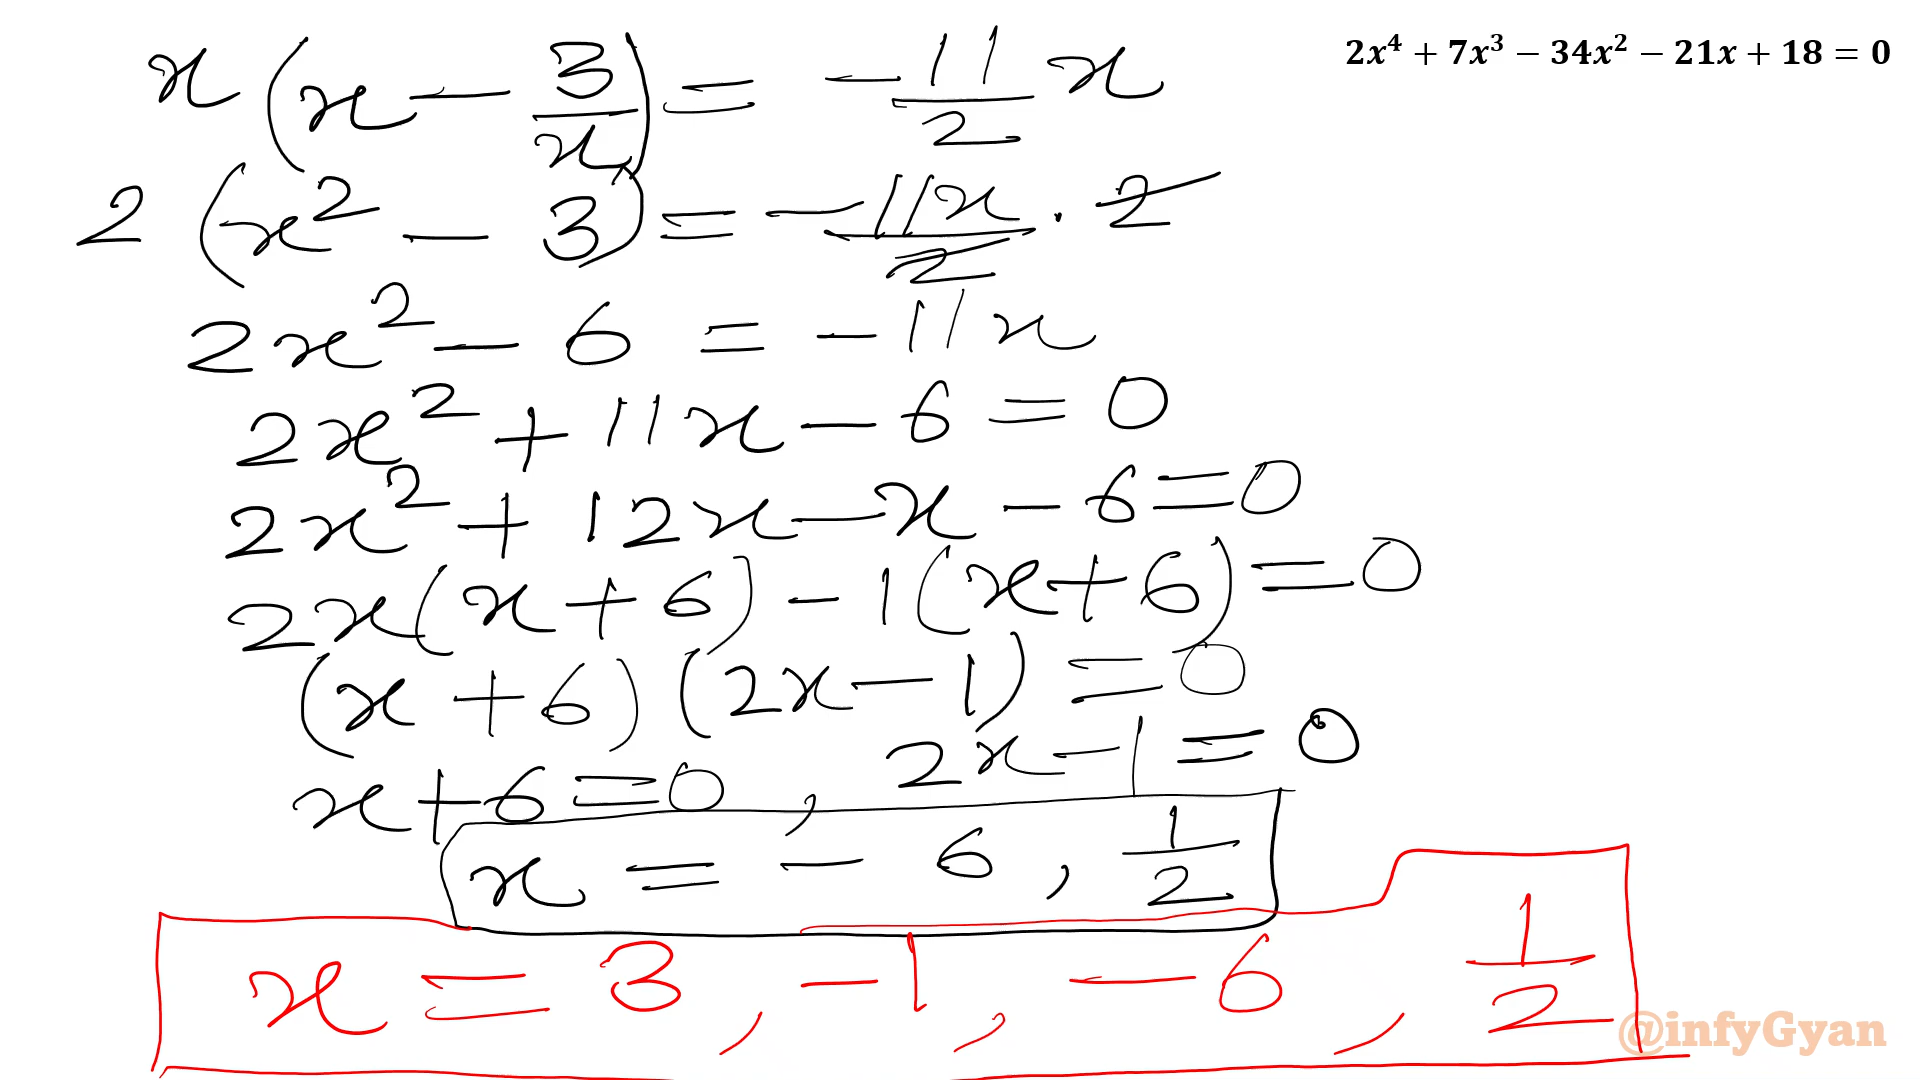 2x⁴ + 7x³ − 34x² − 21x + 18 = 0
x(x − 3/x) = −11/2 x
2(x² − 3) = −11x/2 · 2
2x² − 6 = −11x
2x² + 11x − 6 = 0
2x² + 12x − x − 6 = 0
2x(x + 6) − 1(x + 6) = 0
(x + 6)(2x − 1) = 0
x + 6 = 0, 2x − 1 = 0
x = −6, 1/2
x = 3, −1, −6, 1/2
@infyGyan